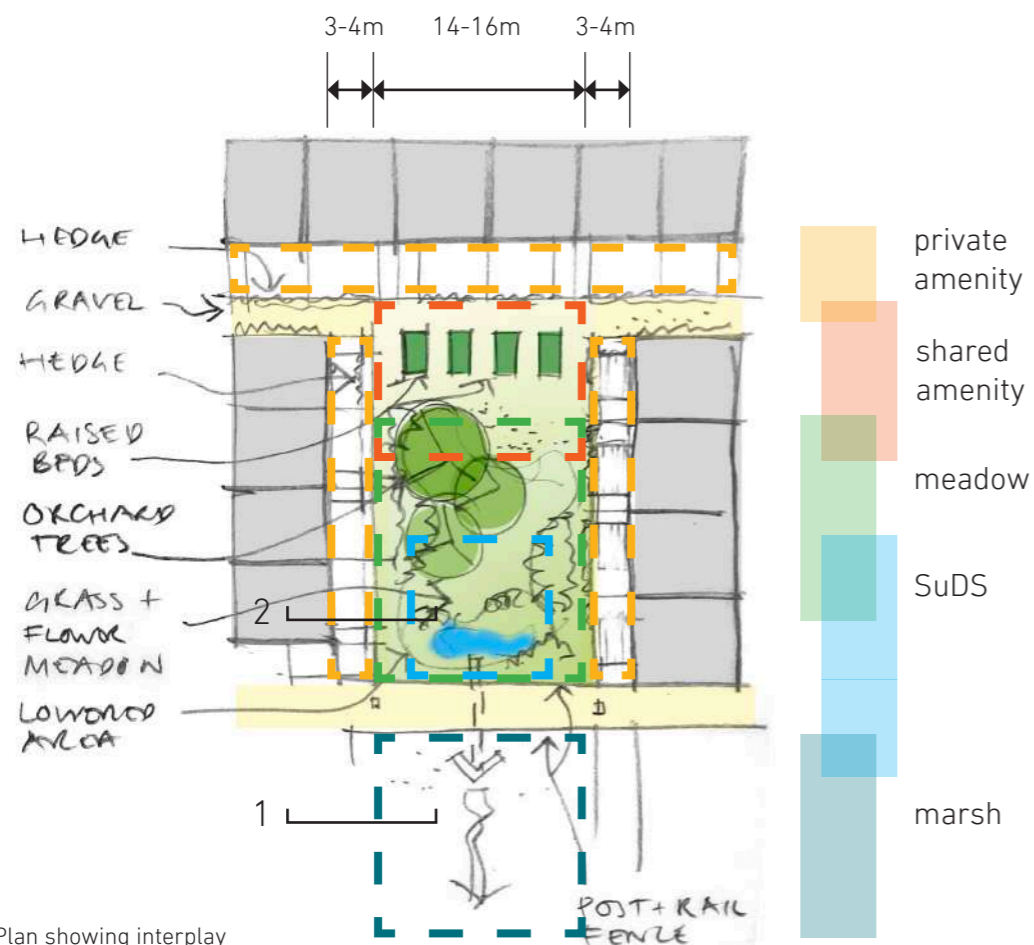 3-4m 14-16m 3-4m
HEDGE
GRAVEL
HEDGE
RAISED
BEDS
ORCHARD
TREES
GRASS +
FLOWER
MEADOW
LOWERED
AREA
2
1
POST + RAIL
FENCE
private
amenity
shared
amenity
meadow
SuDS
marsh
Plan showing interplay